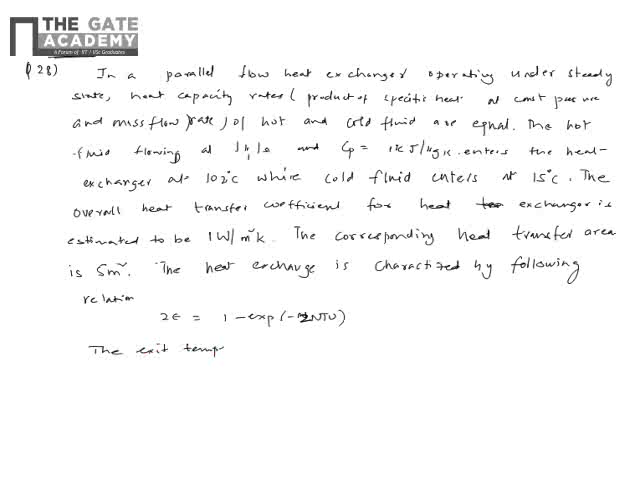 THE GATE
ACADEMY
A Forum of IIT / IISc Graduates
Q28) In a parallel flow heat exchanger operating under steady
state, heat capacity rates (product of specific heat at const pressure
and mass flow rate) of hot and cold fluid are equal. The hot
fluid flowing at 1kg/s and Cp = 1KJ/kgK enters the heat
exchanger at 102°C while cold fluid enters at 15°C. The
overall heat transfer coefficient for heat exchanger is
estimated to be 1W/m²K. The corresponding heat transfer area
is 5m². The heat exchange is charactized by following
relation
2ϵ = 1 - exp(-2NTU)
The exit temp